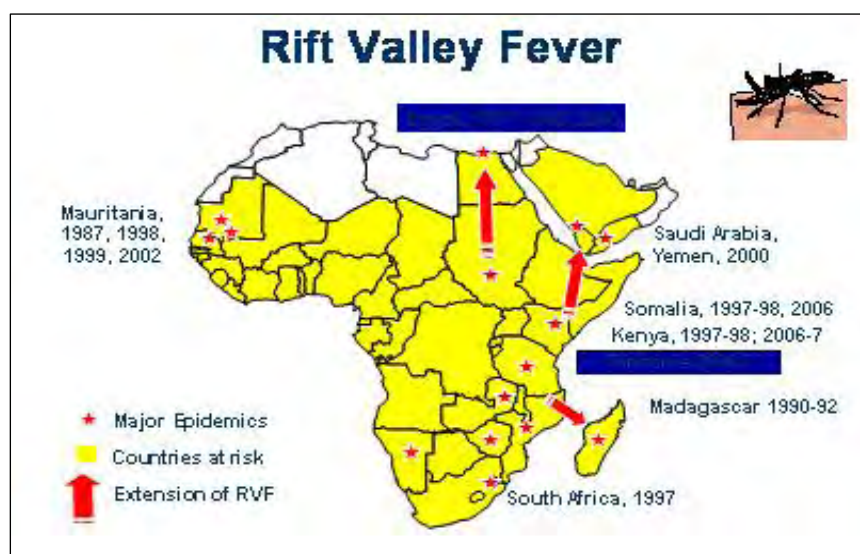 Rift Valley Fever
Mauritania,
1987, 1998,
1999, 2002
Saudi Arabia,
Yemen, 2000
Somalia, 1997-98, 2006
Kenya, 1997-98; 2006-7
Madagascar 1990-92
South Africa, 1997
Major Epidemics
Countries at risk
Extension of RVF